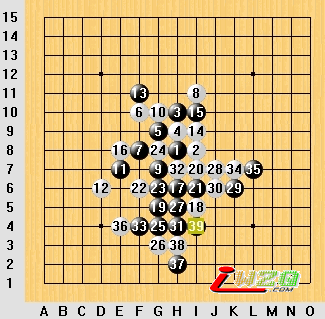 15
14
13
12
11 13 8
10 6 10 3 15
9 5 4 14
8 16 7 24 1 2
7 11 9 32 20 28 34 35
6 12 22 23 17 21 30 29
5 19 27 18
4 36 33 25 31 39
3 26 38
2 37
1
A B C D E F G H I J K L M N O
iWZQ
.COM